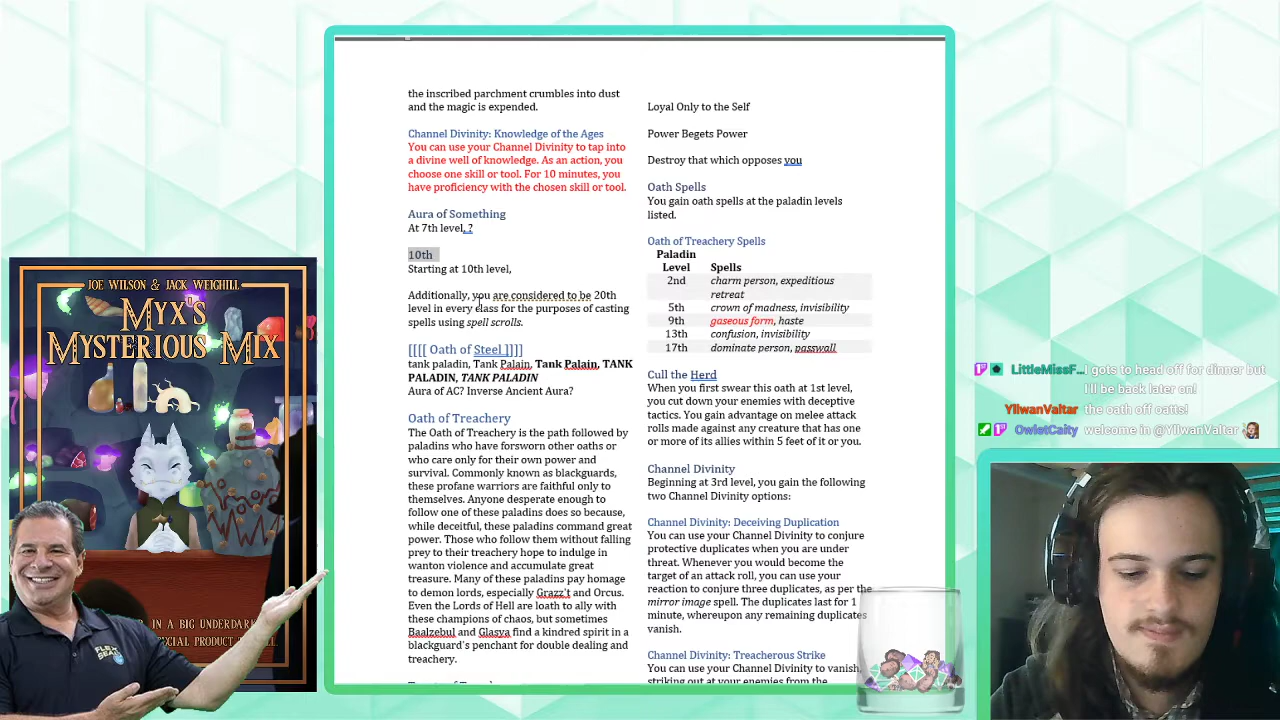 JOE WILSON & JACK WEIGHILL
MYX'S
MYSTERIOUS MIX
the inscribed parchment crumbles into dust
and the magic is expended.
Channel Divinity: Knowledge of the Ages
You can use your Channel Divinity to tap into
a divine well of knowledge. As an action, you
choose one skill or tool. For 10 minutes, you
have proficiency with the chosen skill or tool.
Aura of Something
At 7th level, ?
10th
Starting at 10th level,
Additionally, you are considered to be 20th
level in every class for the purposes of casting
spells using spell scrolls.
[[[[ Oath of Steel ]]]]
tank paladin, Tank Palain, Tank Palain, TANK
PALADIN, TANK PALADIN
Aura of AC? Inverse Ancient Aura?
Oath of Treachery
The Oath of Treachery is the path followed by
paladins who have forsworn other oaths or
who care only for their own power and
survival. Commonly known as blackguards,
these profane warriors are faithful only to
themselves. Anyone desperate enough to
follow one of these paladins does so because,
while deceitful, these paladins command great
power. Those who follow them without falling
prey to their treachery hope to indulge in
wanton violence and accumulate great
treasure. Many of these paladins pay homage
to demon lords, especially Grazz't and Orcus.
Even the Lords of Hell are loath to ally with
these champions of chaos, but sometimes
Baalzebul and Glasya find a kindred spirit in a
blackguard's penchant for double dealing and
treachery.
Loyal Only to the Self
Power Begets Power
Destroy that which opposes you
Oath Spells
You gain oath spells at the paladin levels
listed.
Oath of Treachery Spells
Paladin
Level Spells
2nd charm person, expeditious
retreat
5th crown of madness, invisibility
9th gaseous form, haste
13th confusion, invisibility
17th dominate person, passwall
Cull the Herd
When you first swear this oath at 1st level,
you cut down your enemies with deceptive
tactics. You gain advantage on melee attack
rolls made against any creature that has one
or more of its allies within 5 feet of it or you.
Channel Divinity
Beginning at 3rd level, you gain the following
two Channel Divinity options:
Channel Divinity: Deceiving Duplication
You can use your Channel Divinity to conjure
protective duplicates when you are under
threat. Whenever you would become the
target of an attack roll, you can use your
reaction to conjure three duplicates, as per the
mirror image spell. The duplicates last for 1
minute, whereupon any remaining duplicates
vanish.
Channel Divinity: Treacherous Strike
You can use your Channel Divinity to vanish,
striking out at your enemies from the
LittleMissF... I gots to head off for dinner but
I'll be back later on!
YllwanValtar the oath off oatts!
OwletCaity welcome in @YllwanValtar
IN A BIG UNDERDARK